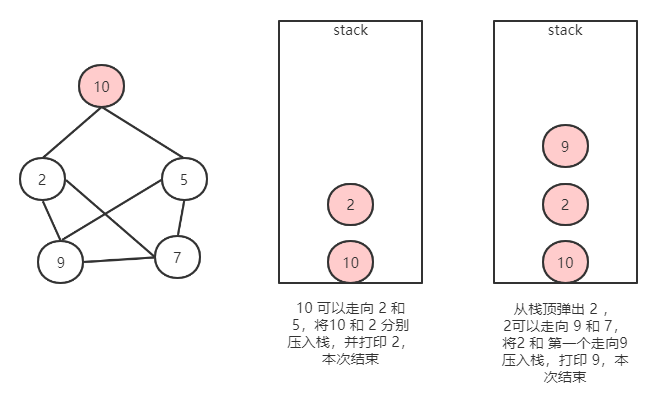 10
2
5
9
7
stack
2
10
10 可以走向 2 和
5，将10 和 2 分别
压入栈，并打印 2，
本次结束
stack
9
2
10
从栈顶弹出 2 ，
2可以走向 9 和 7，
将2 和 第一个走向9
压入栈，打印 9，本
次结束